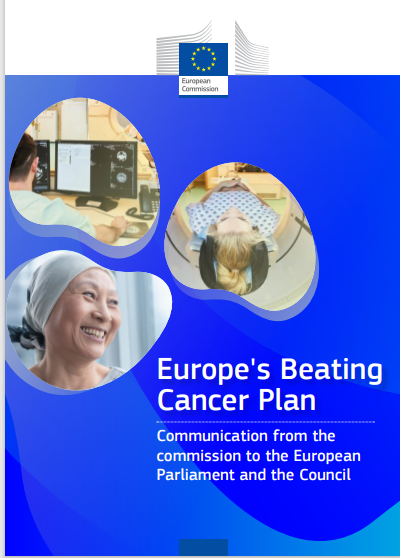 European
Commission
Europe's Beating
Cancer Plan
Communication from the
commission to the European
Parliament and the Council